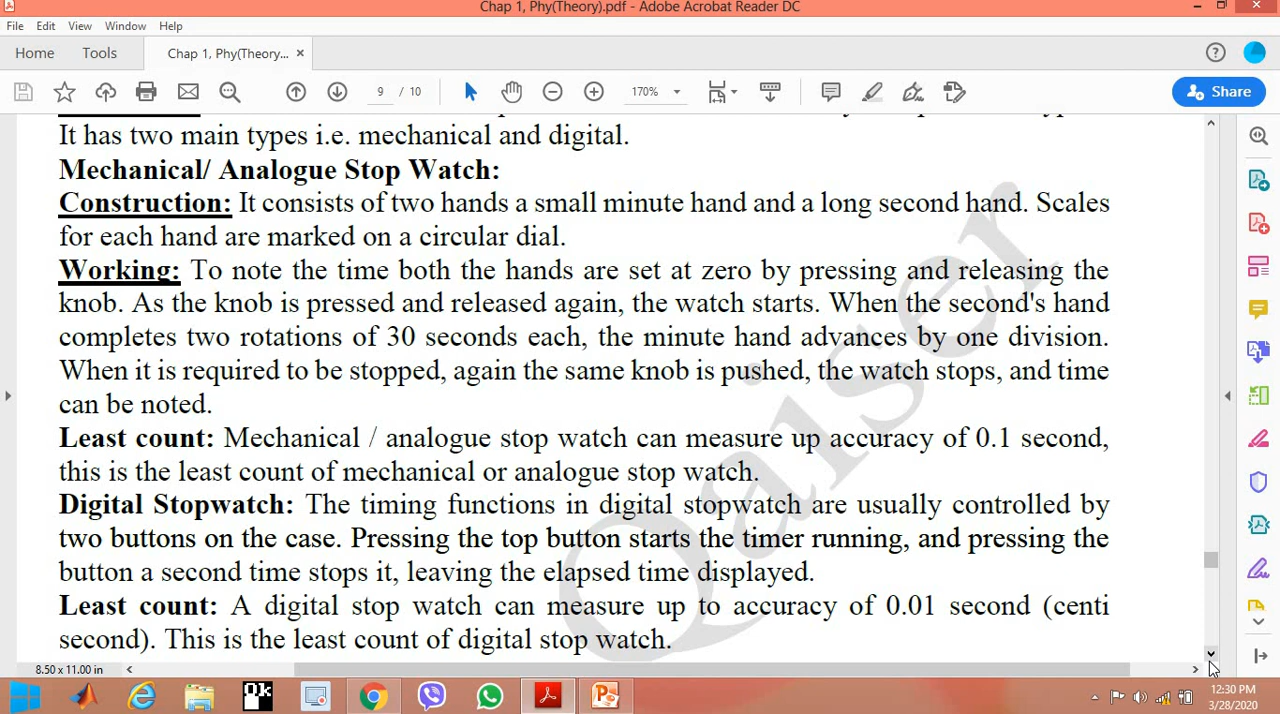 Chap 1, Phy(Theory).pdf - Adobe Acrobat Reader DC
File Edit View Window Help
Home Tools Chap 1, Phy(Theory... ×
9 / 10 170% Share
It has two main types i.e. mechanical and digital.
Mechanical/ Analogue Stop Watch:
Construction: It consists of two hands a small minute hand and a long second hand. Scales
for each hand are marked on a circular dial.
Working: To note the time both the hands are set at zero by pressing and releasing the
knob. As the knob is pressed and released again, the watch starts. When the second's hand
completes two rotations of 30 seconds each, the minute hand advances by one division.
When it is required to be stopped, again the same knob is pushed, the watch stops, and time
can be noted.
Least count: Mechanical / analogue stop watch can measure up accuracy of 0.1 second,
this is the least count of mechanical or analogue stop watch.
Digital Stopwatch: The timing functions in digital stopwatch are usually controlled by
two buttons on the case. Pressing the top button starts the timer running, and pressing the
button a second time stops it, leaving the elapsed time displayed.
Least count: A digital stop watch can measure up to accuracy of 0.01 second (centi
second). This is the least count of digital stop watch.
Qaiser
8.50 x 11.00 in
12:30 PM
3/28/2020